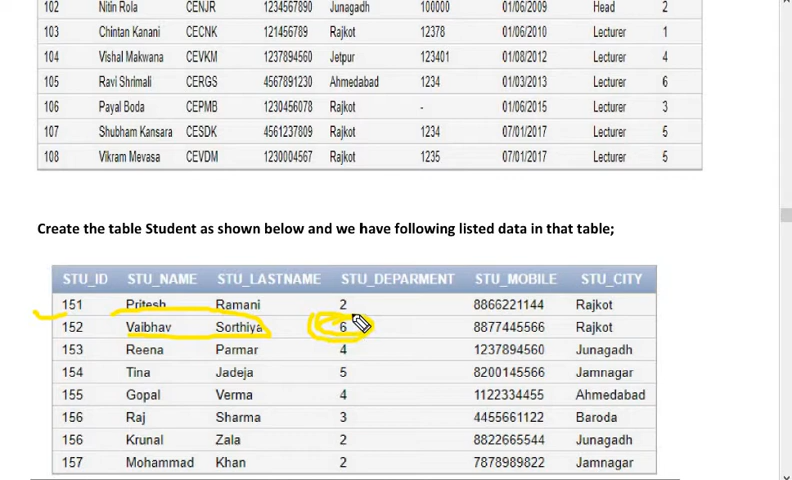 102 Nitin Rola CENJR 1234567890 Junagadh 100000 01/06/2009 Head 2
103 Chintan Kanani CECNK 121456789 Rajkot 12378 01/06/2010 Lecturer 1
104 Vishal Makwana CEVKM 1237894560 Jetpur 123401 01/08/2012 Lecturer 4
105 Ravi Shrimali CERGS 4567891230 Ahmedabad 1234 01/03/2013 Lecturer 6
106 Payal Boda CEPMB 1230456078 Rajkot - 01/06/2015 Lecturer 3
107 Shubham Kansara CESDK 4561237809 Rajkot 1234 07/01/2017 Lecturer 5
108 Vikram Mevasa CEVDM 1230004567 Rajkot 1235 07/01/2017 Lecturer 5
Create the table Student as shown below and we have following listed data in that table;
STU_ID STU_NAME STU_LASTNAME STU_DEPARMENT STU_MOBILE STU_CITY
151 Pritesh Ramani 2 8866221144 Rajkot
152 Vaibhav Sorthiya 6 8877445566 Rajkot
153 Reena Parmar 4 1237894560 Junagadh
154 Tina Jadeja 5 8200145566 Jamnagar
155 Gopal Verma 4 1122334455 Ahmedabad
156 Raj Sharma 3 4455661122 Baroda
156 Krunal Zala 2 8822665544 Junagadh
157 Mohammad Khan 2 7878989822 Jamnagar